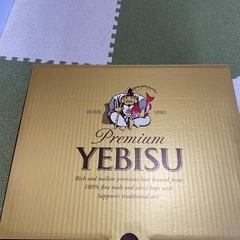 BORN 1890
Premium
YEBISU
Rich and mellow premium beer brewed from
100% fine malt and select hops with
Sapporo's traditional art.